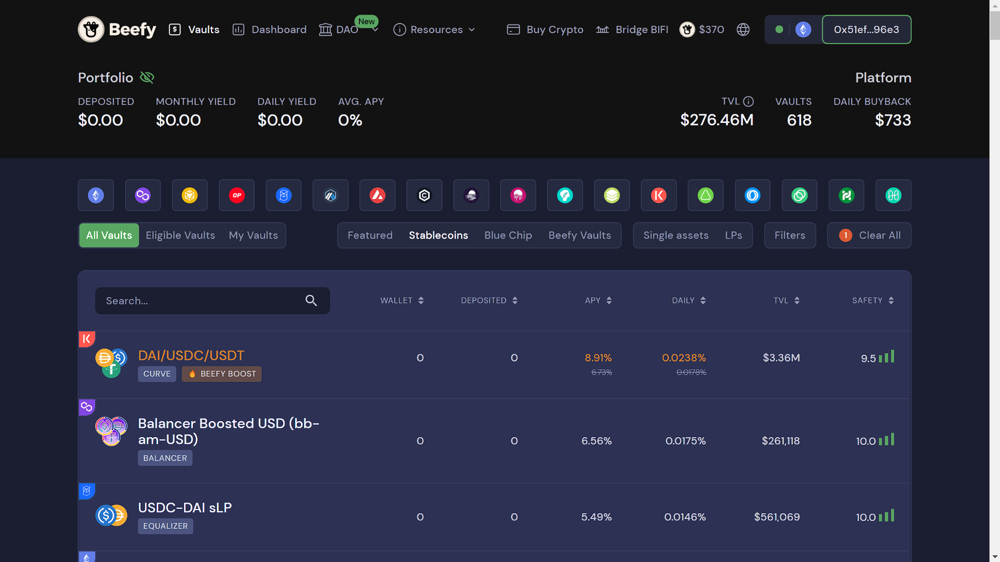 Beefy
Vaults
Dashboard
DAO
New
Resources
Buy Crypto
Bridge BIFI
$370
0x51ef...96e3
Portfolio
Platform
DEPOSITED
MONTHLY YIELD
DAILY YIELD
AVG. APY
$0.00
$0.00
$0.00
0%
TVL
VAULTS
DAILY BUYBACK
$276.46M
618
$733
OP
All Vaults
Eligible Vaults
My Vaults
Featured
Stablecoins
Blue Chip
Beefy Vaults
Single assets
LPs
Filters
1
Clear All
Search...
WALLET
DEPOSITED
APY
DAILY
TVL
SAFETY
DAI/USDC/USDT
CURVE
BEEFY BOOST
0
0
8.91%
6.73%
0.0238%
0.0178%
$3.36M
9.5
Balancer Boosted USD (bb-
am-USD)
BALANCER
0
0
6.56%
0.0175%
$261,118
10.0
USDC-DAI sLP
EQUALIZER
0
0
5.49%
0.0146%
$561,069
10.0